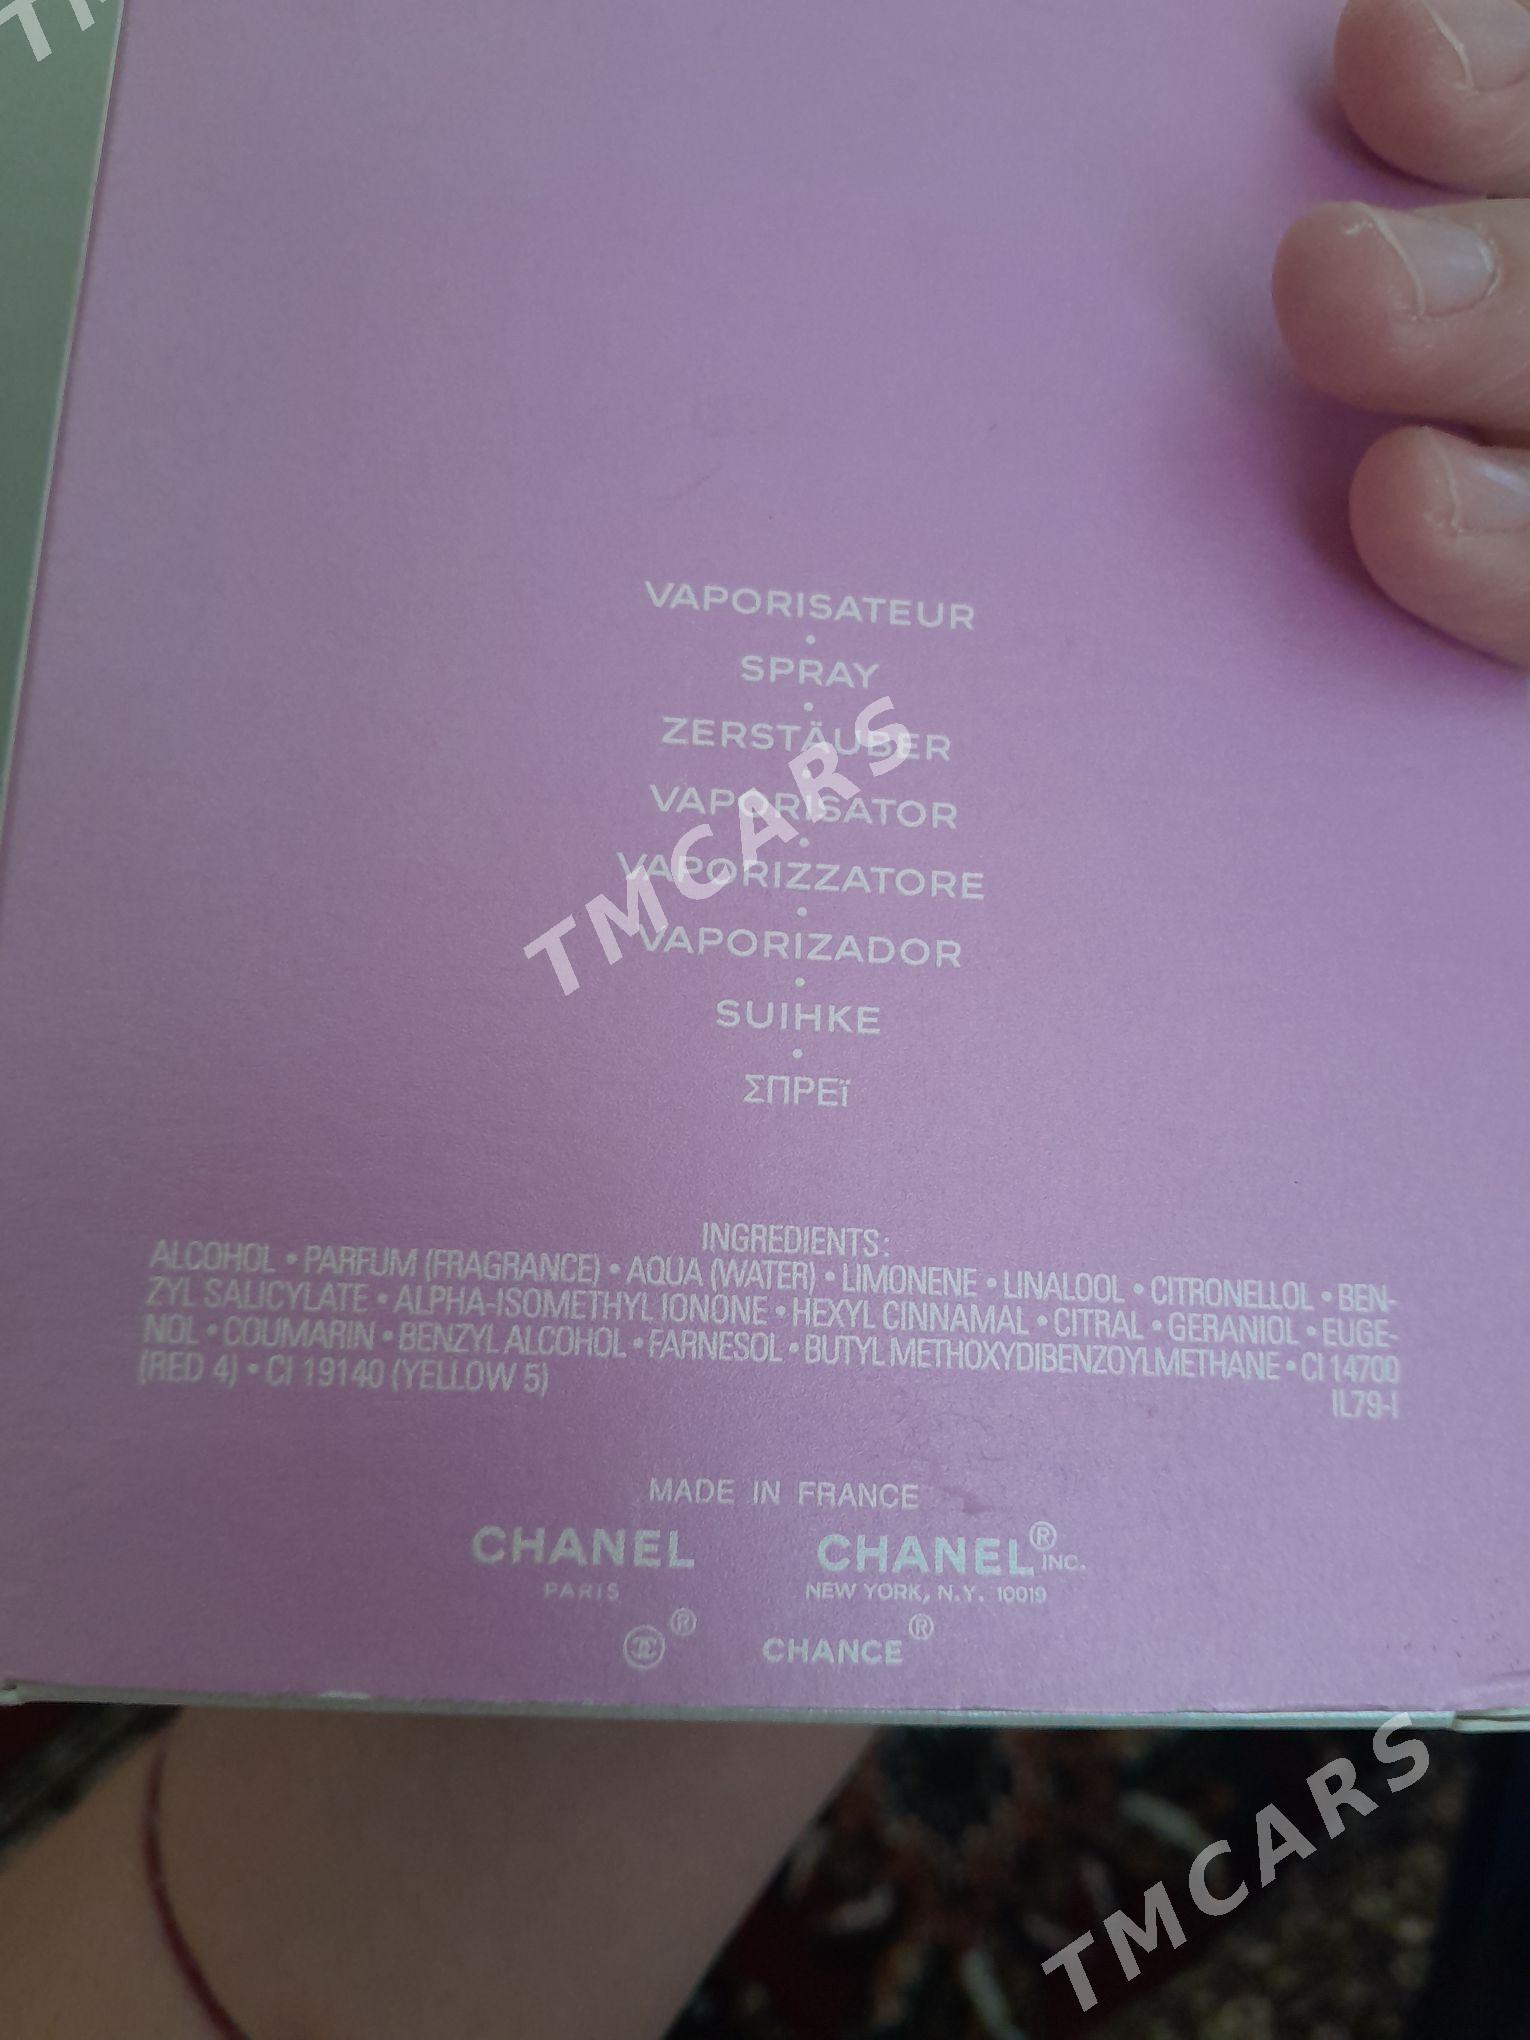 VAPORISATEUR
•
SPRAY
•
ZERSTÄUBER
•
VAPORISATOR
•
VAPORIZZATORE
•
VAPORIZADOR
•
SUIHKE
•
ΣΠΡΕΪ
INGREDIENTS:
ALCOHOL • PARFUM (FRAGRANCE) • AQUA (WATER) • LIMONENE • LINALOOL • CITRONELLOL • BEN-
ZYL SALICYLATE • ALPHA-ISOMETHYL IONONE • HEXYL CINNAMAL • CITRAL • GERANIOL • EUGE-
NOL • COUMARIN • BENZYL ALCOHOL • FARNESOL • BUTYL METHOXYDIBENZOYLMETHANE • CI 14700
(RED 4) • CI 19140 (YELLOW 5)
IL79-I
MADE IN FRANCE
CHANEL CHANEL® INC.
PARIS NEW YORK, N.Y. 10019
® CHANCE®
TMCARS
TMCARS